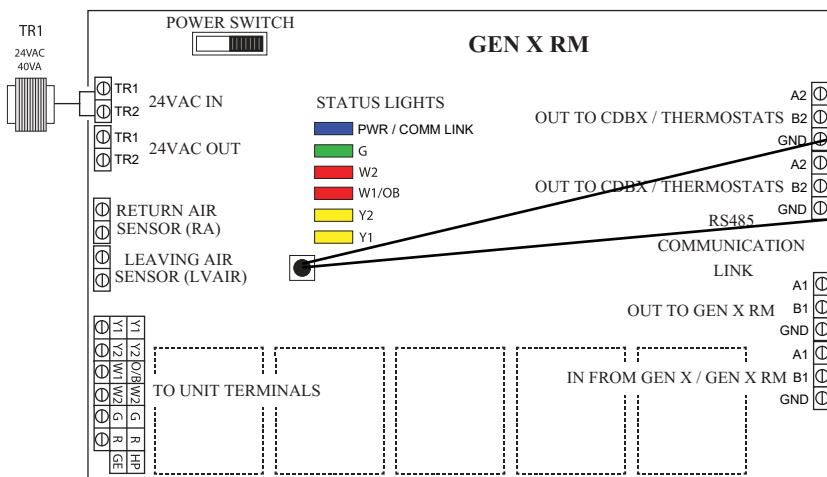 TR1
24VAC
40VA
POWER SWITCH
GEN X RM
TR1
TR2
24VAC IN
TR1
TR2
24VAC OUT
STATUS LIGHTS
PWR / COMM LINK
G
W2
W1/OB
Y2
Y1
RETURN AIR
SENSOR (RA)
LEAVING AIR
SENSOR (LVAIR)
A2
OUT TO CDBX / THERMOSTATS B2
GND
A2
OUT TO CDBX / THERMOSTATS B2
GND
RS485
COMMUNICATION
LINK
A1
OUT TO GEN X RM B1
GND
A1
IN FROM GEN X / GEN X RM B1
GND
Y1 Y1
Y2 Y2
W1 O/B
W2 W2
G G
R R
GE HP
TO UNIT TERMINALS